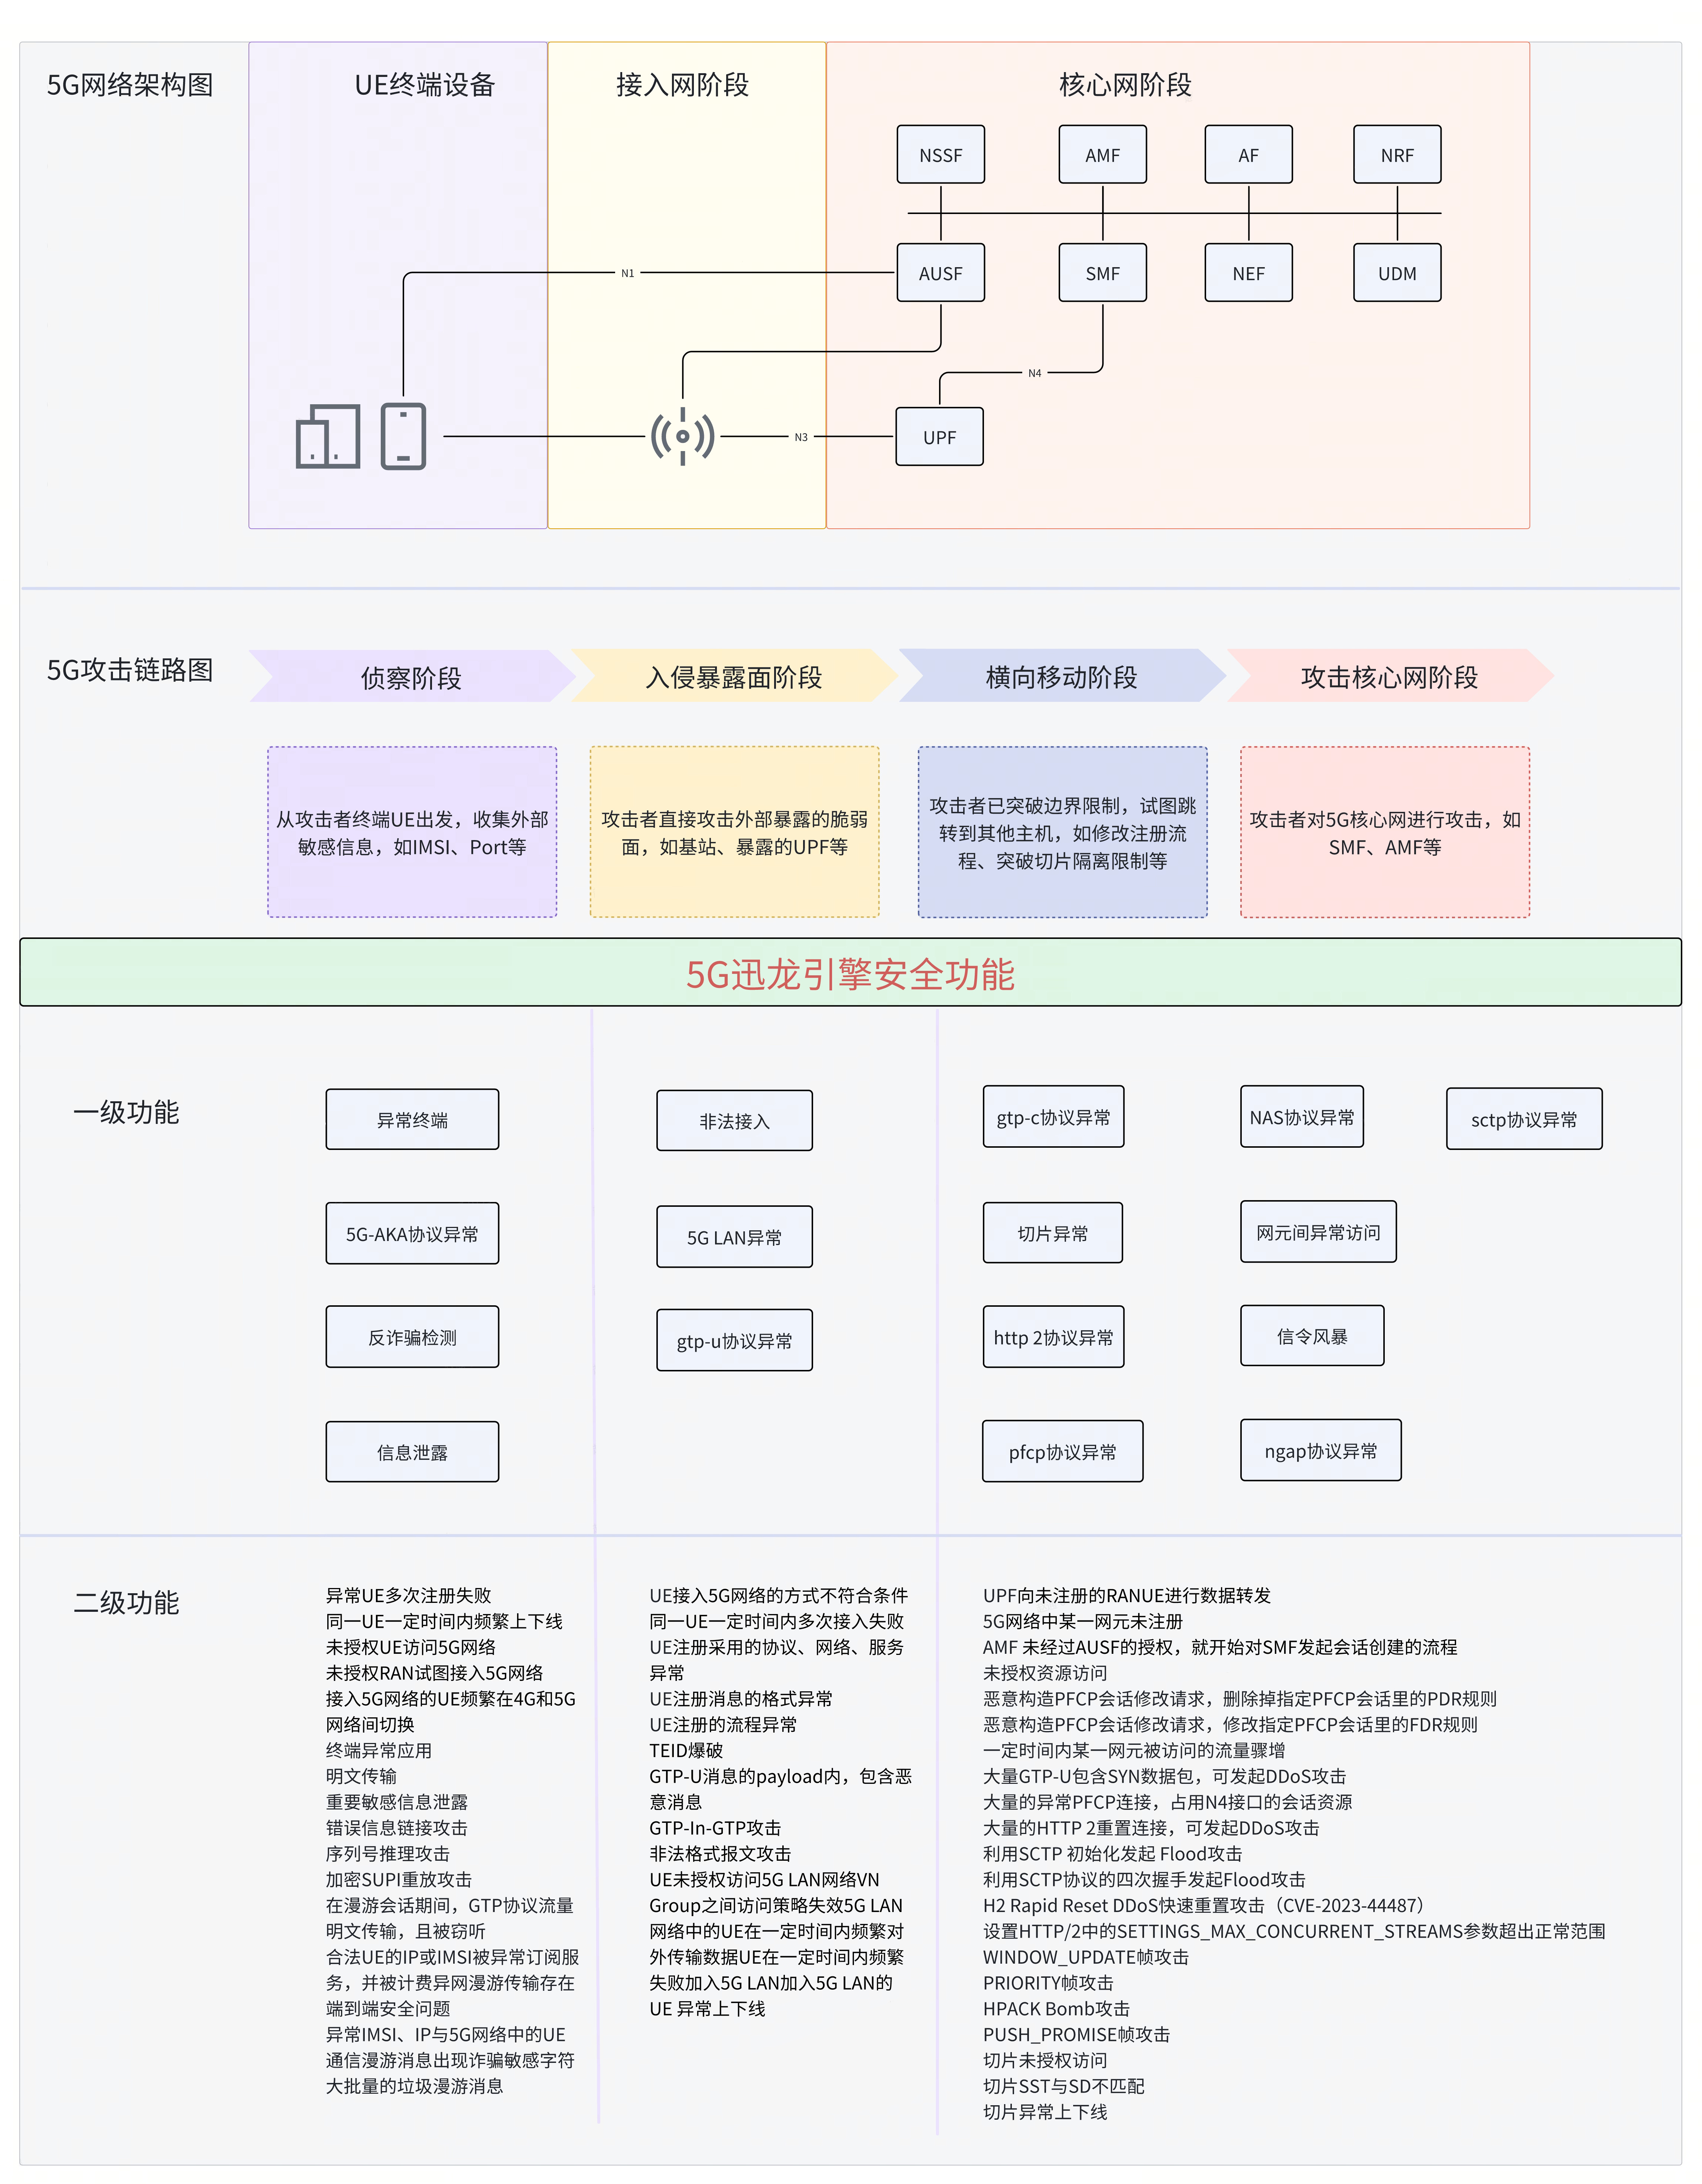 5G网络架构图
UE终端设备
接入网阶段
核心网阶段
NSSF
AMF
AF
NRF
AUSF
SMF
NEF
UDM
N1
N4
N3
UPF
5G攻击链路图
侦察阶段
入侵暴露面阶段
横向移动阶段
攻击核心网阶段
从攻击者终端UE出发，收集外部
敏感信息，如IMSI、Port等
攻击者直接攻击外部暴露的脆弱
面，如基站、暴露的UPF等
攻击者已突破边界限制，试图跳
转到其他主机，如修改注册流
程、突破切片隔离限制等
攻击者对5G核心网进行攻击，如
SMF、AMF等
5G迅龙引擎安全功能
一级功能
异常终端
非法接入
gtp-c协议异常
NAS协议异常
sctp协议异常
5G-AKA协议异常
5G LAN异常
切片异常
网元间异常访问
反诈骗检测
gtp-u协议异常
http 2协议异常
信令风暴
信息泄露
pfcp协议异常
ngap协议异常
二级功能
异常UE多次注册失败
同一UE一定时间内频繁上下线
未授权UE访问5G网络
未授权RAN试图接入5G网络
接入5G网络的UE频繁在4G和5G
网络间切换
终端异常应用
明文传输
重要敏感信息泄露
错误信息链接攻击
序列号推理攻击
加密SUPI重放攻击
在漫游会话期间，GTP协议流量
明文传输，且被窃听
合法UE的IP或IMSI被异常订阅服
务，并被计费异网漫游传输存在
端到端安全问题
异常IMSI、IP与5G网络中的UE
通信漫游消息出现诈骗敏感字符
大批量的垃圾漫游消息
UE接入5G网络的方式不符合条件
同一UE一定时间内多次接入失败
UE注册采用的协议、网络、服务
异常
UE注册消息的格式异常
UE注册的流程异常
TEID爆破
GTP-U消息的payload内，包含恶
意消息
GTP-In-GTP攻击
非法格式报文攻击
UE未授权访问5G LAN网络VN
Group之间访问策略失效5G LAN
网络中的UE在一定时间内频繁对
外传输数据UE在一定时间内频繁
失败加入5G LAN加入5G LAN的
UE 异常上下线
UPF向未注册的RANUE进行数据转发
5G网络中某一网元未注册
AMF 未经过AUSF的授权，就开始对SMF发起会话创建的流程
未授权资源访问
恶意构造PFCP会话修改请求，删除掉指定PFCP会话里的PDR规则
恶意构造PFCP会话修改请求，修改指定PFCP会话里的FDR规则
一定时间内某一网元被访问的流量骤增
大量GTP-U包含SYN数据包，可发起DDoS攻击
大量的异常PFCP连接，占用N4接口的会话资源
大量的HTTP 2重置连接，可发起DDoS攻击
利用SCTP 初始化发起 Flood攻击
利用SCTP协议的四次握手发起Flood攻击
H2 Rapid Reset DDoS快速重置攻击（CVE-2023-44487）
设置HTTP/2中的SETTINGS_MAX_CONCURRENT_STREAMS参数超出正常范围
WINDOW_UPDATE帧攻击
PRIORITY帧攻击
HPACK Bomb攻击
PUSH_PROMISE帧攻击
切片未授权访问
切片SST与SD不匹配
切片异常上下线